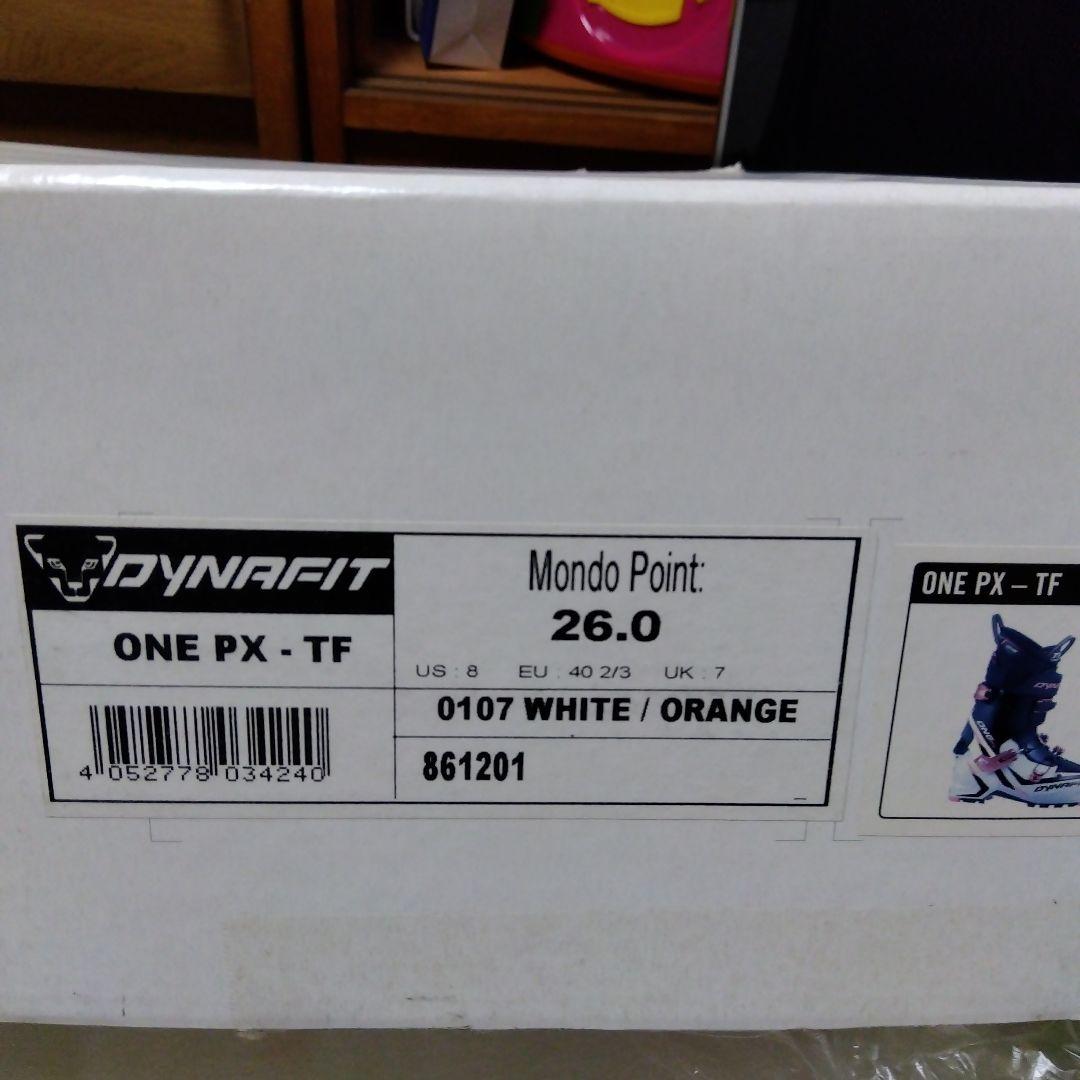 DYNAFIT
ONE PX - TF
4 052778 034240
Mondo Point:
26.0
US : 8 EU : 40 2/3 UK : 7
0107 WHITE / ORANGE
861201
ONE PX – TF
ONE